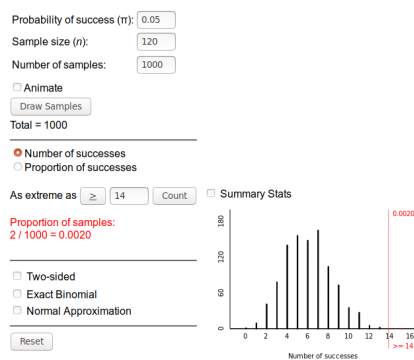 Probability of success (π): 0.05
Sample size (n): 120
Number of samples: 1000
Animate
Draw Samples
Total = 1000
Number of successes
Proportion of successes
As extreme as ≥ 14 Count
Summary Stats
Proportion of samples:
2 / 1000 = 0.0020
Two-sided
Exact Binomial
Normal Approximation
Reset
0.0020
180
120
60
0
0 2 4 6 8 10 12 14 16
>= 14
Number of successes